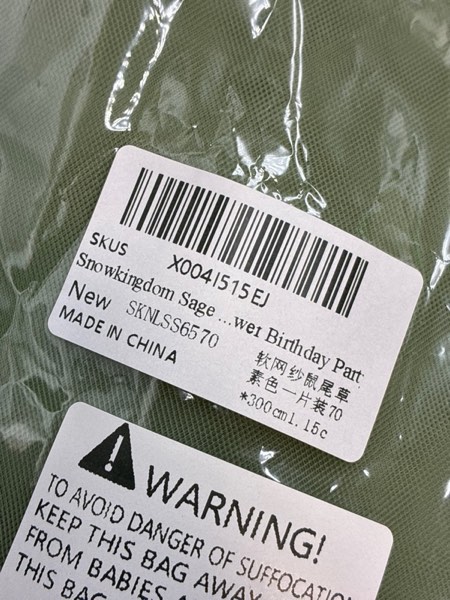 SKUS X0041515EJ
Snowkingdom Sage ...wer Birthday Part
New SKNLSS6570
MADE IN CHINA
软网纱鼠尾草
素色一片装70
*300cm1.15c
WARNING!
TO AVOID DANGER OF SUFFOCATION
KEEP THIS BAG AWAY
FROM BABIES A
THIS BAG